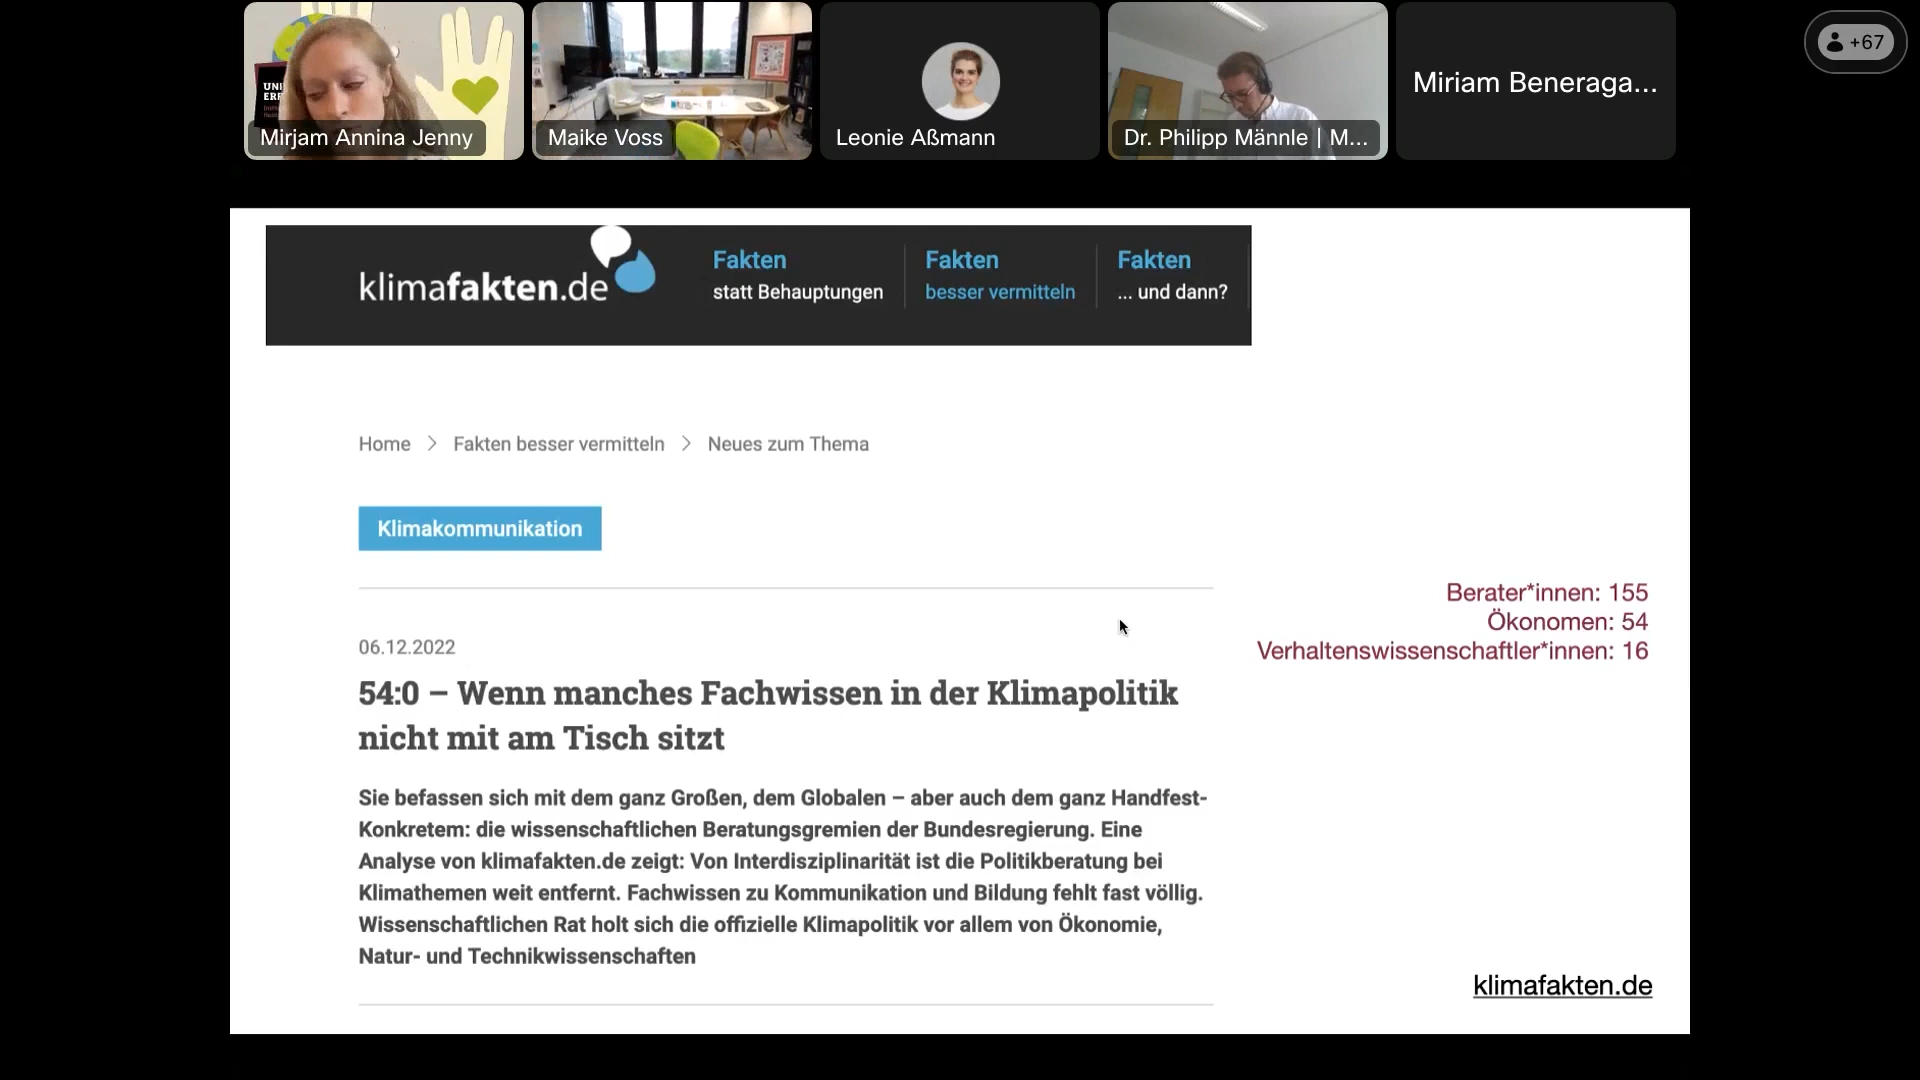 UNI
ERF
Mirjam Annina Jenny
Maike Voss
Leonie Aßmann
Dr. Philipp Männle | M...
Miriam Beneraga...
+67
klimafakten.de
Fakten
statt Behauptungen
Fakten
besser vermitteln
Fakten
... und dann?
Home > Fakten besser vermitteln > Neues zum Thema
Klimakommunikation
Berater*innen: 155
Ökonomen: 54
Verhaltenswissenschaftler*innen: 16
06.12.2022
54:0 – Wenn manches Fachwissen in der Klimapolitik
nicht mit am Tisch sitzt
Sie befassen sich mit dem ganz Großen, dem Globalen – aber auch dem ganz Handfest-
Konkretem: die wissenschaftlichen Beratungsgremien der Bundesregierung. Eine
Analyse von klimafakten.de zeigt: Von Interdisziplinarität ist die Politikberatung bei
Klimathemen weit entfernt. Fachwissen zu Kommunikation und Bildung fehlt fast völlig.
Wissenschaftlichen Rat holt sich die offizielle Klimapolitik vor allem von Ökonomie,
Natur- und Technikwissenschaften
klimafakten.de